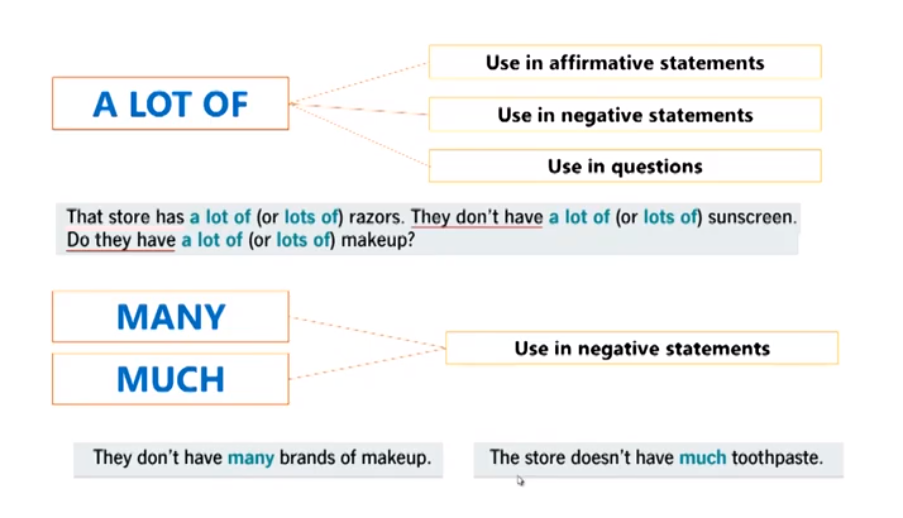 A LOT OF
Use in affirmative statements
Use in negative statements
Use in questions
That store has a lot of (or lots of) razors. They don't have a lot of (or lots of) sunscreen.
Do they have a lot of (or lots of) makeup?
MANY
MUCH
Use in negative statements
They don't have many brands of makeup.
The store doesn't have much toothpaste.